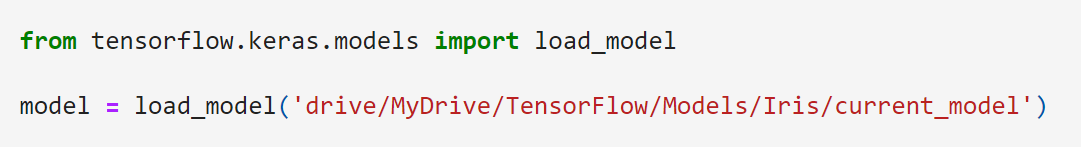 from tensorflow.keras.models import load_model
model = load_model('drive/MyDrive/TensorFlow/Models/Iris/current_model')